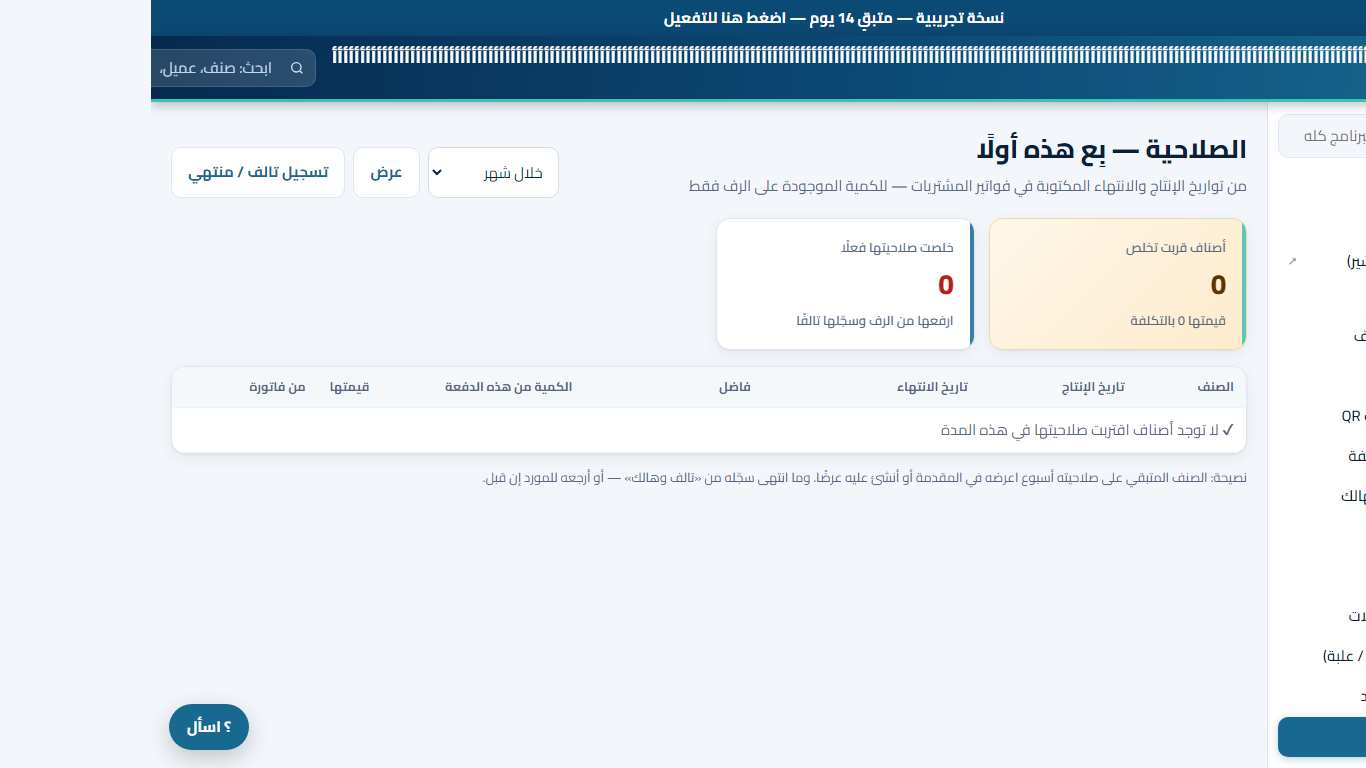 نسخة تجريبية — متبقٍ 14 يوم — اضغط هنا للتفعيل
ابحث: صنف، عميل،
الصلاحية — بِع هذه أولًا
من تواريخ الإنتاج والانتهاء المكتوبة في فواتير المشتريات — للكمية الموجودة على الرف فقط
خلال شهر
عرض
تسجيل تالف / منتهي
أصناف قربت تخلص
0
قيمتها 0 بالتكلفة
خلصت صلاحيتها فعلًا
0
ارفعها من الرف وسجّلها تالفًا
الصنف تاريخ الإنتاج تاريخ الانتهاء فاضل الكمية من هذه الدفعة قيمتها من فاتورة
✓ لا توجد أصناف اقتربت صلاحيتها في هذه المدة
نصيحة: الصنف المتبقي على صلاحيته أسبوع اعرضه في المقدمة أو أنشئ عليه عرضًا. وما انتهى سجّله من «تالف وهالك» — أو أرجعه للمورد إن قبل.
برنامج كله
QR
/ علبة)
؟ اسأل